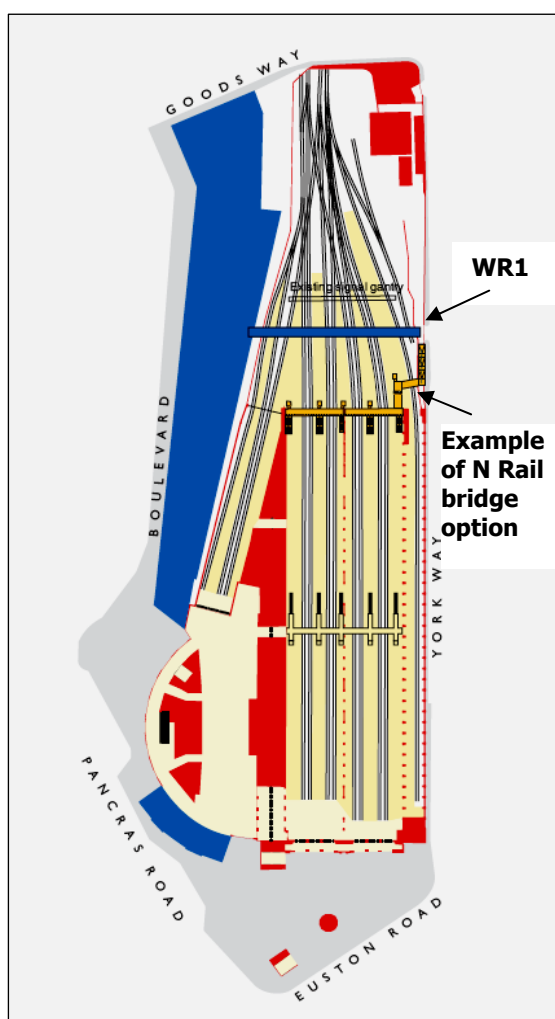 GOODS WAY
WR1
Existing signal gantry
BOULEVARD
Example
of N Rail
bridge
option
YORK WAY
PANCRAS ROAD
EUSTON ROAD